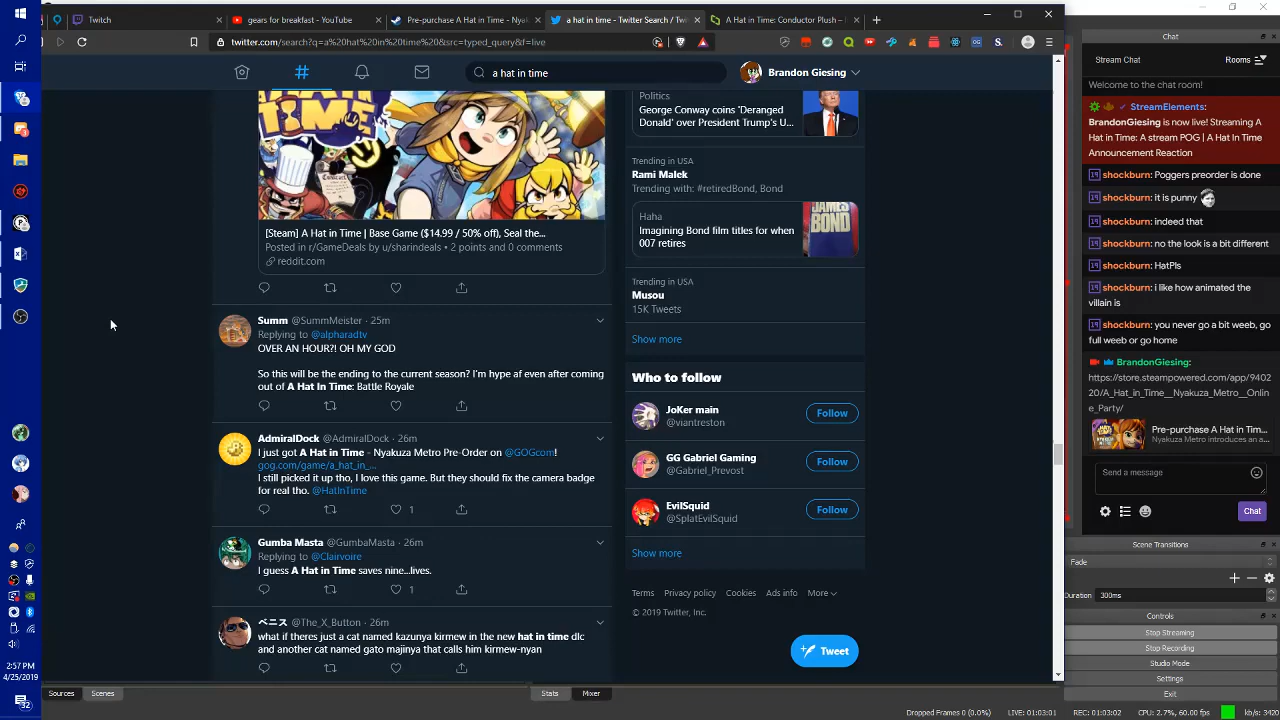 Twitch
gears for breakfast - YouTube
Pre-purchase A Hat in Time - Nyak
a hat in time - Twitter Search / Tw
A Hat in Time: Conductor Plush –
twitter.com/search?q=a%20hat%20in%20time%20&src=typed_query&f=live
a hat in time
Brandon Giesing
[Steam] A Hat in Time | Base Game ($14.99 / 50% off), Seal the...
Posted in r/GameDeals by u/sharindeals • 2 points and 0 comments
reddit.com
Summ @SummMeister · 25m
Replying to @alpharadtv
OVER AN HOUR?! OH MY GOD
So this will be the ending to the current season? I'm hype af even after coming
out of A Hat In Time: Battle Royale
AdmiralDock @AdmiralDock · 26m
I just got A Hat in Time - Nyakuza Metro Pre-Order on @GOGcom!
gog.com/game/a_hat_in_...
I still picked it up tho, I love this game. But they should fix the camera badge
for real tho. @HatInTime
1
Gumba Masta @GumbaMasta · 26m
Replying to @Clairvoire
I guess A Hat in Time saves nine...lives.
1
ペニス @The_X_Button · 26m
what if theres just a cat named kazunya kirmew in the new hat in time dlc
and another cat named gato majinya that calls him kirmew-nyan
Politics
George Conway coins 'Deranged
Donald' over President Trump's U...
Trending in USA
Rami Malek
Trending with: #retiredBond, Bond
Haha
Imagining Bond film titles for when
007 retires
JAMES
BOND
Trending in USA
Musou
15K Tweets
Show more
Who to follow
JoKer main
@viantreston
Follow
GG Gabriel Gaming
@Gabriel_Prevost
Follow
EvilSquid
@SplatEvilSquid
Follow
Show more
Terms Privacy policy Cookies Ads info More
© 2019 Twitter, Inc.
Tweet
Chat
Stream Chat
Rooms
Welcome to the chat room!
StreamElements:
BrandonGiesing is now live! Streaming A
Hat in Time: A stream POG | A Hat In Time
Announcement Reaction
shockburn: Poggers preorder is done
shockburn: it is punny
shockburn: indeed that
shockburn: no the look is a bit different
shockburn: HatPls
shockburn: i like how animated the
villain is
shockburn: you never go a bit weeb, go
full weeb or go home
BrandonGiesing:
https://store.steampowered.com/app/9402
20/A_Hat_in_Time__Nyakuza_Metro__Onlin
e_Party/
Pre-purchase A Hat in Tim...
Nyakuza Metro introduces an a...
Send a message
Chat
Scene Transitions
Fade
Duration
300ms
Controls
Stop Streaming
Stop Recording
Studio Mode
Settings
Exit
2:57 PM
4/25/2019
32
Sources
Scenes
Stats
Mixer
Dropped Frames 0 (0.0%)
LIVE: 01:03:01
REC: 01:03:02
CPU: 2.7%, 60.00 fps
kb/s: 3420